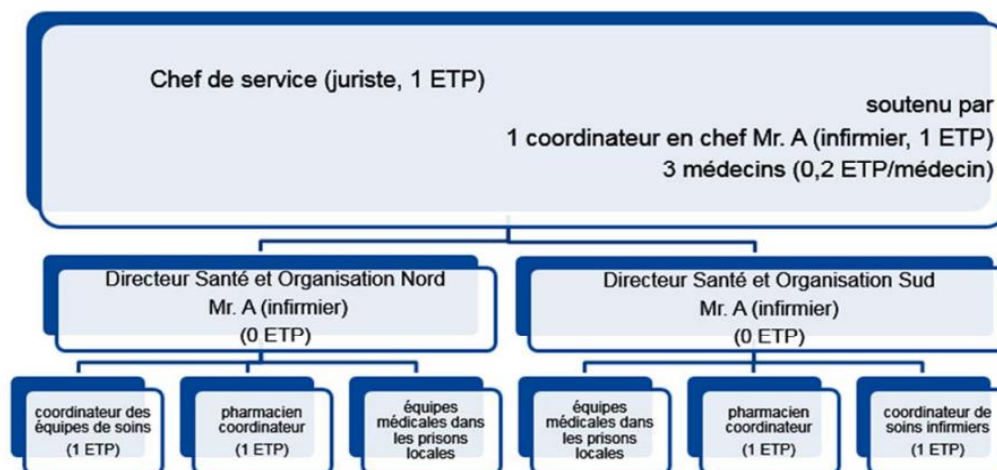 Chef de service (juriste, 1 ETP)
soutenu par
1 coordinateur en chef Mr. A (infirmier, 1 ETP)
3 médecins (0,2 ETP/médecin)
Directeur Santé et Organisation Nord
Mr. A (infirmier)
(0 ETP)
Directeur Santé et Organisation Sud
Mr. A (infirmier)
(0 ETP)
coordinateur des
équipes de soins
(1 ETP)
pharmacien
coordinateur
(1 ETP)
équipes
médicales dans
les prisons
locales
équipes
médicales dans
les prisons
locales
pharmacien
coordinateur
(1 ETP)
coordinateur de
soins infirmiers
(1 ETP)